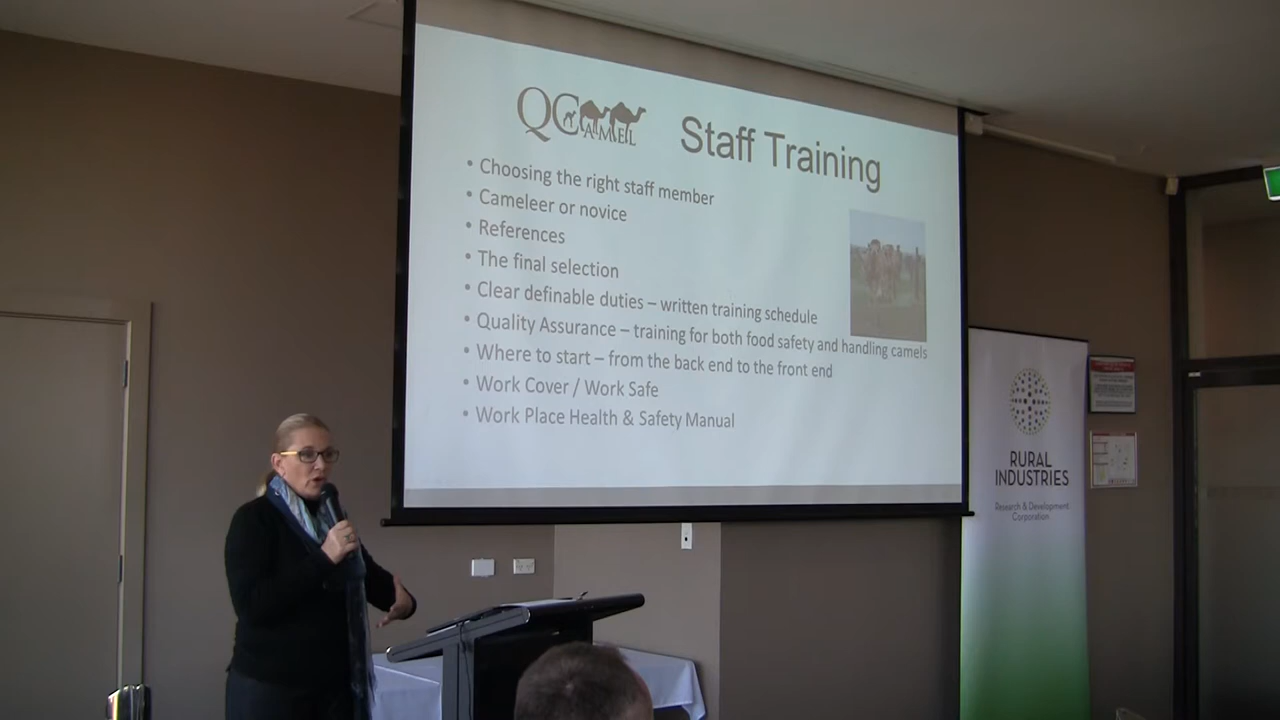 QCAMEL
Staff Training
• Choosing the right staff member
• Cameleer or novice
• References
• The final selection
• Clear definable duties – written training schedule
• Quality Assurance – training for both food safety and handling camels
• Where to start – from the back end to the front end
• Work Cover / Work Safe
• Work Place Health & Safety Manual
RURAL
INDUSTRIES
Research & Development
Corporation